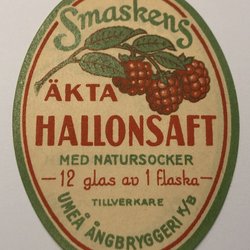 Smaskens
ÄKTA
HALLONSAFT
MED NATURSOCKER
—12 glas av 1 flaska—
TILLVERKARE
UMEÅ ÅNGBRYGGERI K/B